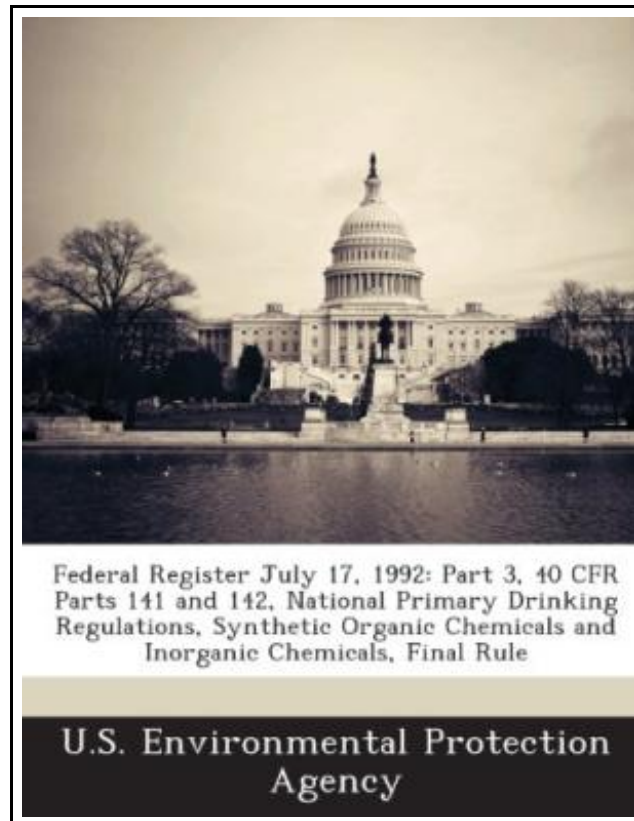 Federal Register July 17, 1992: Part 3, 40 CFR
Parts 141 and 142, National Primary Drinking
Regulations, Synthetic Organic Chemicals and
Inorganic Chemicals, Final Rule
U.S. Environmental Protection
Agency